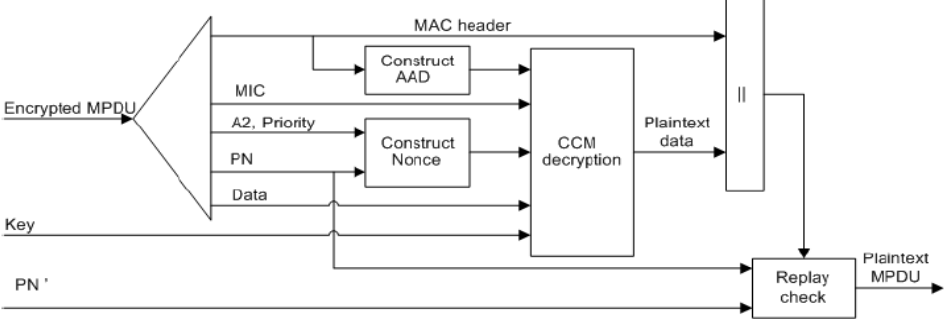 MAC header
Construct
AAD
MIC
Encrypted MPDU
A2, Priority
Construct
Nonce
CCM
decryption
Plaintext
data
||
PN
Data
Key
PN '
Replay
check
Plaintext
MPDU